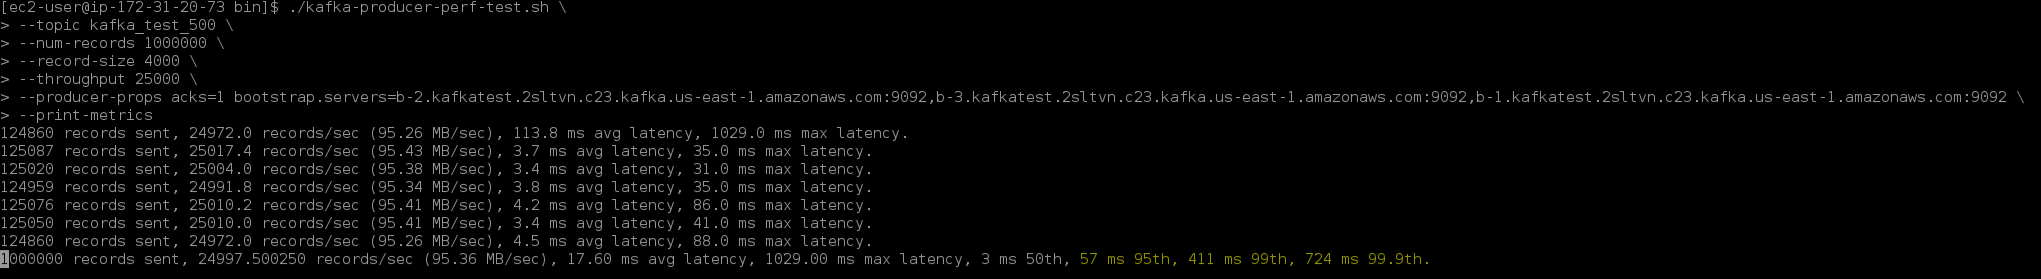 [ec2-user@ip-172-31-20-73 bin]$ ./kafka-producer-perf-test.sh \
> --topic kafka_test_500 \
> --num-records 1000000 \
> --record-size 4000 \
> --throughput 25000 \
> --producer-props acks=1 bootstrap.servers=b-2.kafkatest.2sltvn.c23.kafka.us-east-1.amazonaws.com:9092,b-3.kafkatest.2sltvn.c23.kafka.us-east-1.amazonaws.com:9092,b-1.kafkatest.2sltvn.c23.kafka.us-east-1.amazonaws.com:9092 \
> --print-metrics
124860 records sent, 24972.0 records/sec (95.26 MB/sec), 113.8 ms avg latency, 1029.0 ms max latency.
125087 records sent, 25017.4 records/sec (95.43 MB/sec), 3.7 ms avg latency, 35.0 ms max latency.
125020 records sent, 25004.0 records/sec (95.38 MB/sec), 3.4 ms avg latency, 31.0 ms max latency.
124959 records sent, 24991.8 records/sec (95.34 MB/sec), 3.8 ms avg latency, 35.0 ms max latency.
125076 records sent, 25010.2 records/sec (95.41 MB/sec), 4.2 ms avg latency, 86.0 ms max latency.
125050 records sent, 25010.0 records/sec (95.41 MB/sec), 3.4 ms avg latency, 41.0 ms max latency.
124860 records sent, 24972.0 records/sec (95.26 MB/sec), 4.5 ms avg latency, 88.0 ms max latency.
1000000 records sent, 24997.500250 records/sec (95.36 MB/sec), 17.60 ms avg latency, 1029.00 ms max latency, 3 ms 50th, 57 ms 95th, 411 ms 99th, 724 ms 99.9th.